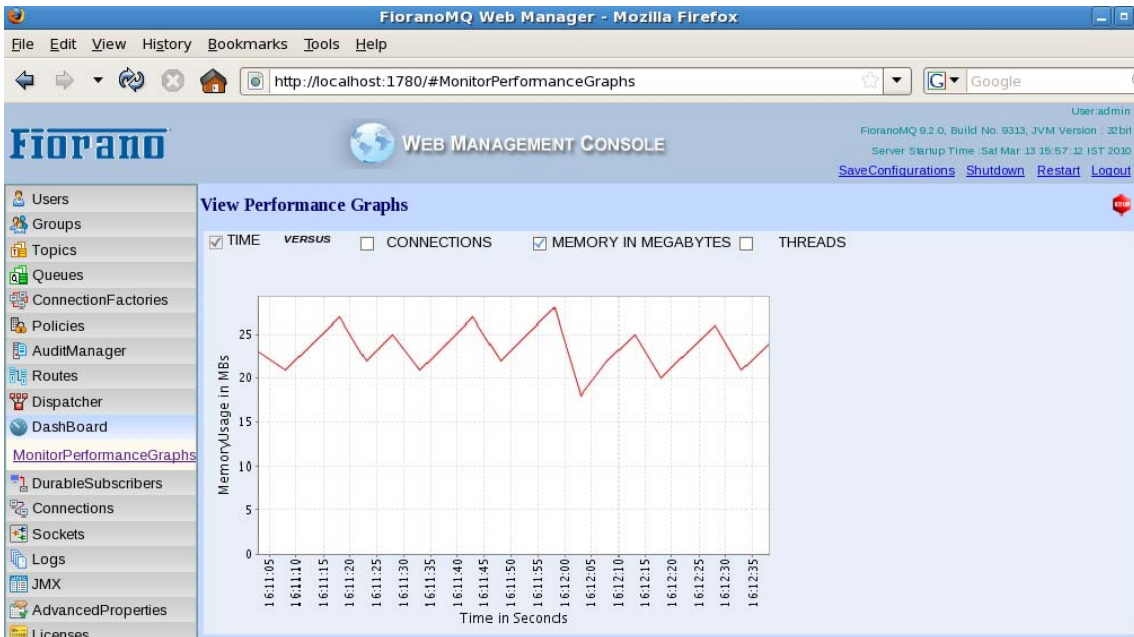 FioranoMQ Web Manager - Mozilla Firefox
File Edit View History Bookmarks Tools Help
http://localhost:1780/#MonitorPerformanceGraphs
G Google
User:admin
Fiorano
WEB MANAGEMENT CONSOLE
FioranoMQ 9.2.0, Build No. 9313, JVM Version : 32bit
Server Startup Time :Sat Mar 13 15:57:12 IST 2010
SaveConfigurations Shutdown Restart Logout
Users
Groups
Topics
Queues
ConnectionFactories
Policies
AuditManager
Routes
Dispatcher
DashBoard
MonitorPerformanceGraphs
DurableSubscribers
Connections
Sockets
Logs
JMX
AdvancedProperties
Licenses
View Performance Graphs
STOP
TIME VERSUS CONNECTIONS MEMORY IN MEGABYTES THREADS
MemoryUsage in MBs
25
20
15
10
5
0
16:11:05
16:11:10
16:11:15
16:11:20
16:11:25
16:11:30
16:11:35
16:11:40
16:11:45
16:11:50
16:11:55
16:12:00
16:12:05
16:12:10
16:12:15
16:12:20
16:12:25
16:12:30
16:12:35
Time in Seconds